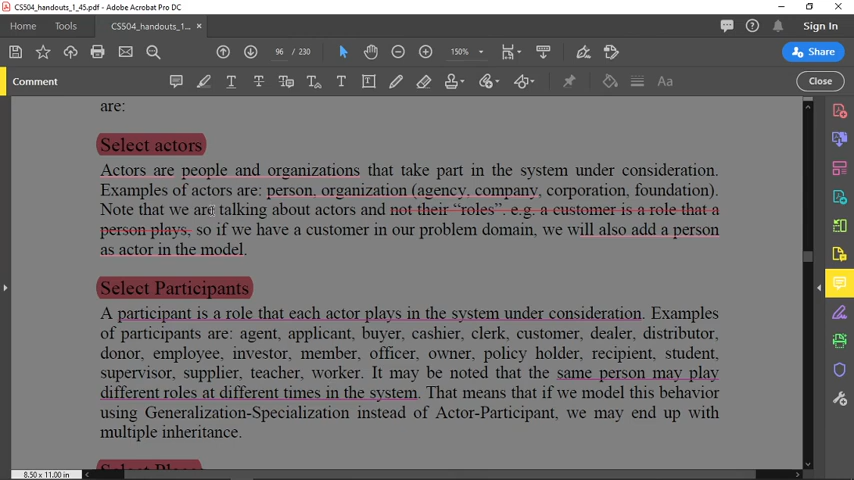 CS504_handouts_1_45.pdf - Adobe Acrobat Pro DC
Home Tools CS504_handouts_1... × Sign In
96 / 230 150% Share
Comment Close
are:
Select actors
Actors are people and organizations that take part in the system under consideration.
Examples of actors are: person, organization (agency, company, corporation, foundation).
Note that we are talking about actors and not their “roles”. e.g. a customer is a role that a
person plays, so if we have a customer in our problem domain, we will also add a person
as actor in the model.
Select Participants
A participant is a role that each actor plays in the system under consideration. Examples
of participants are: agent, applicant, buyer, cashier, clerk, customer, dealer, distributor,
donor, employee, investor, member, officer, owner, policy holder, recipient, student,
supervisor, supplier, teacher, worker. It may be noted that the same person may play
different roles at different times in the system. That means that if we model this behavior
using Generalization-Specialization instead of Actor-Participant, we may end up with
multiple inheritance.
Select Places
8.50 x 11.00 in